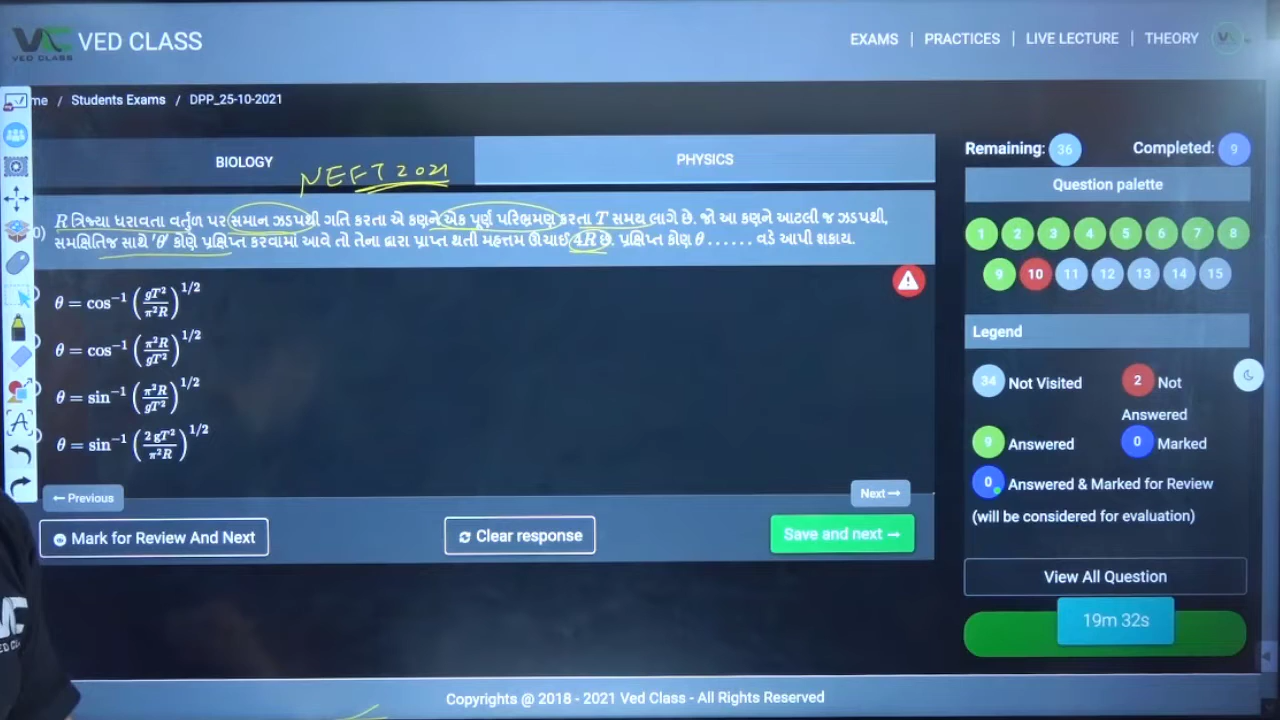 VED CLASS
VED CLASS
EXAMS | PRACTICES | LIVE LECTURE | THEORY
me / Students Exams / DPP_25-10-2021
BIOLOGY
PHYSICS
NEET 2021
R ત્રિજ્યા ધરાવતા વર્તુળ પર સમાન ઝડપથી ગતિ કરતા એ કણને એક પૂર્ણ પરિભ્રમણ કરતા T સમય લાગે છે. જો આ કણને આટલી જ ઝડપથી,
સમક્ષિતિજ સાથે 'θ' કોણે પ્રક્ષિપ્ત કરવામાં આવે તો તેના દ્વારા પ્રાપ્ત થતી મહત્તમ ઊંચાઈ 4R છે. પ્રક્ષિપ્ત કોણ θ ...... વડે આપી શકાય.
θ = cos⁻¹ (gT²/π²R)^1/2
θ = cos⁻¹ (π²R/gT²)^1/2
θ = sin⁻¹ (π²R/gT²)^1/2
θ = sin⁻¹ (2 gT²/π²R)^1/2
← Previous
Next →
Mark for Review And Next
Clear response
Save and next →
Remaining: 36 Completed: 9
Question palette
1 2 3 4 5 6 7 8
9 10 11 12 13 14 15
Legend
34 Not Visited 2 Not Answered
9 Answered 0 Marked
0 Answered & Marked for Review
(will be considered for evaluation)
View All Question
19m 32s
Copyrights @ 2018 - 2021 Ved Class - All Rights Reserved